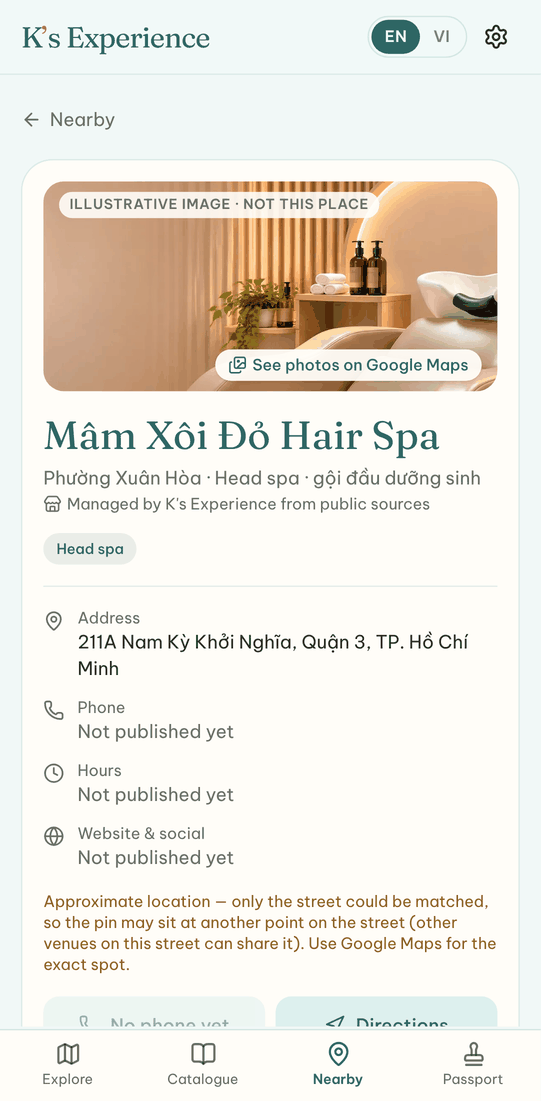 K's Experience
EN
VI
Nearby
ILLUSTRATIVE IMAGE · NOT THIS PLACE
See photos on Google Maps
Mâm Xôi Đỏ Hair Spa
Phường Xuân Hòa · Head spa · gội đầu dưỡng sinh
Managed by K's Experience from public sources
Head spa
Address
211A Nam Kỳ Khởi Nghĩa, Quận 3, TP. Hồ Chí
Minh
Phone
Not published yet
Hours
Not published yet
Website & social
Not published yet
Approximate location — only the street could be matched,
so the pin may sit at another point on the street (other
venues on this street can share it). Use Google Maps for the
exact spot.
No phone yet
Directions
Explore
Catalogue
Nearby
Passport